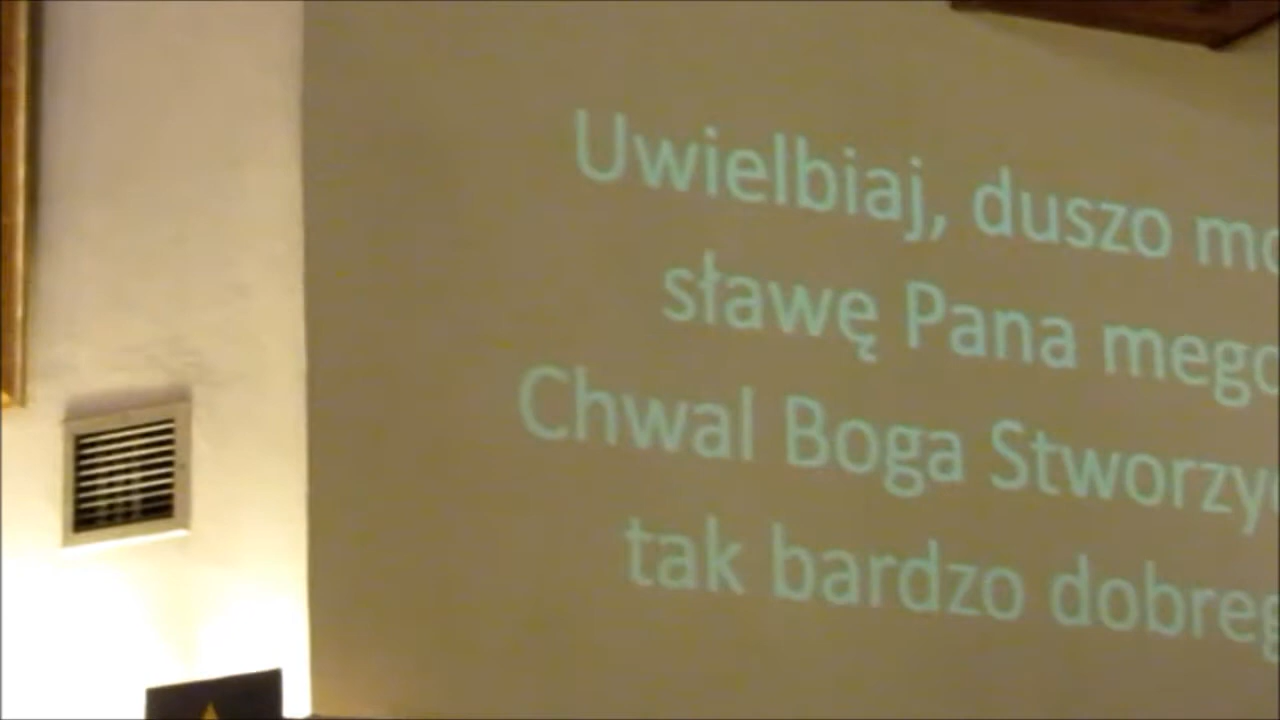 Uwielbiaj, duszo
sławę Pana mego
Chwal Boga
tak bardzo